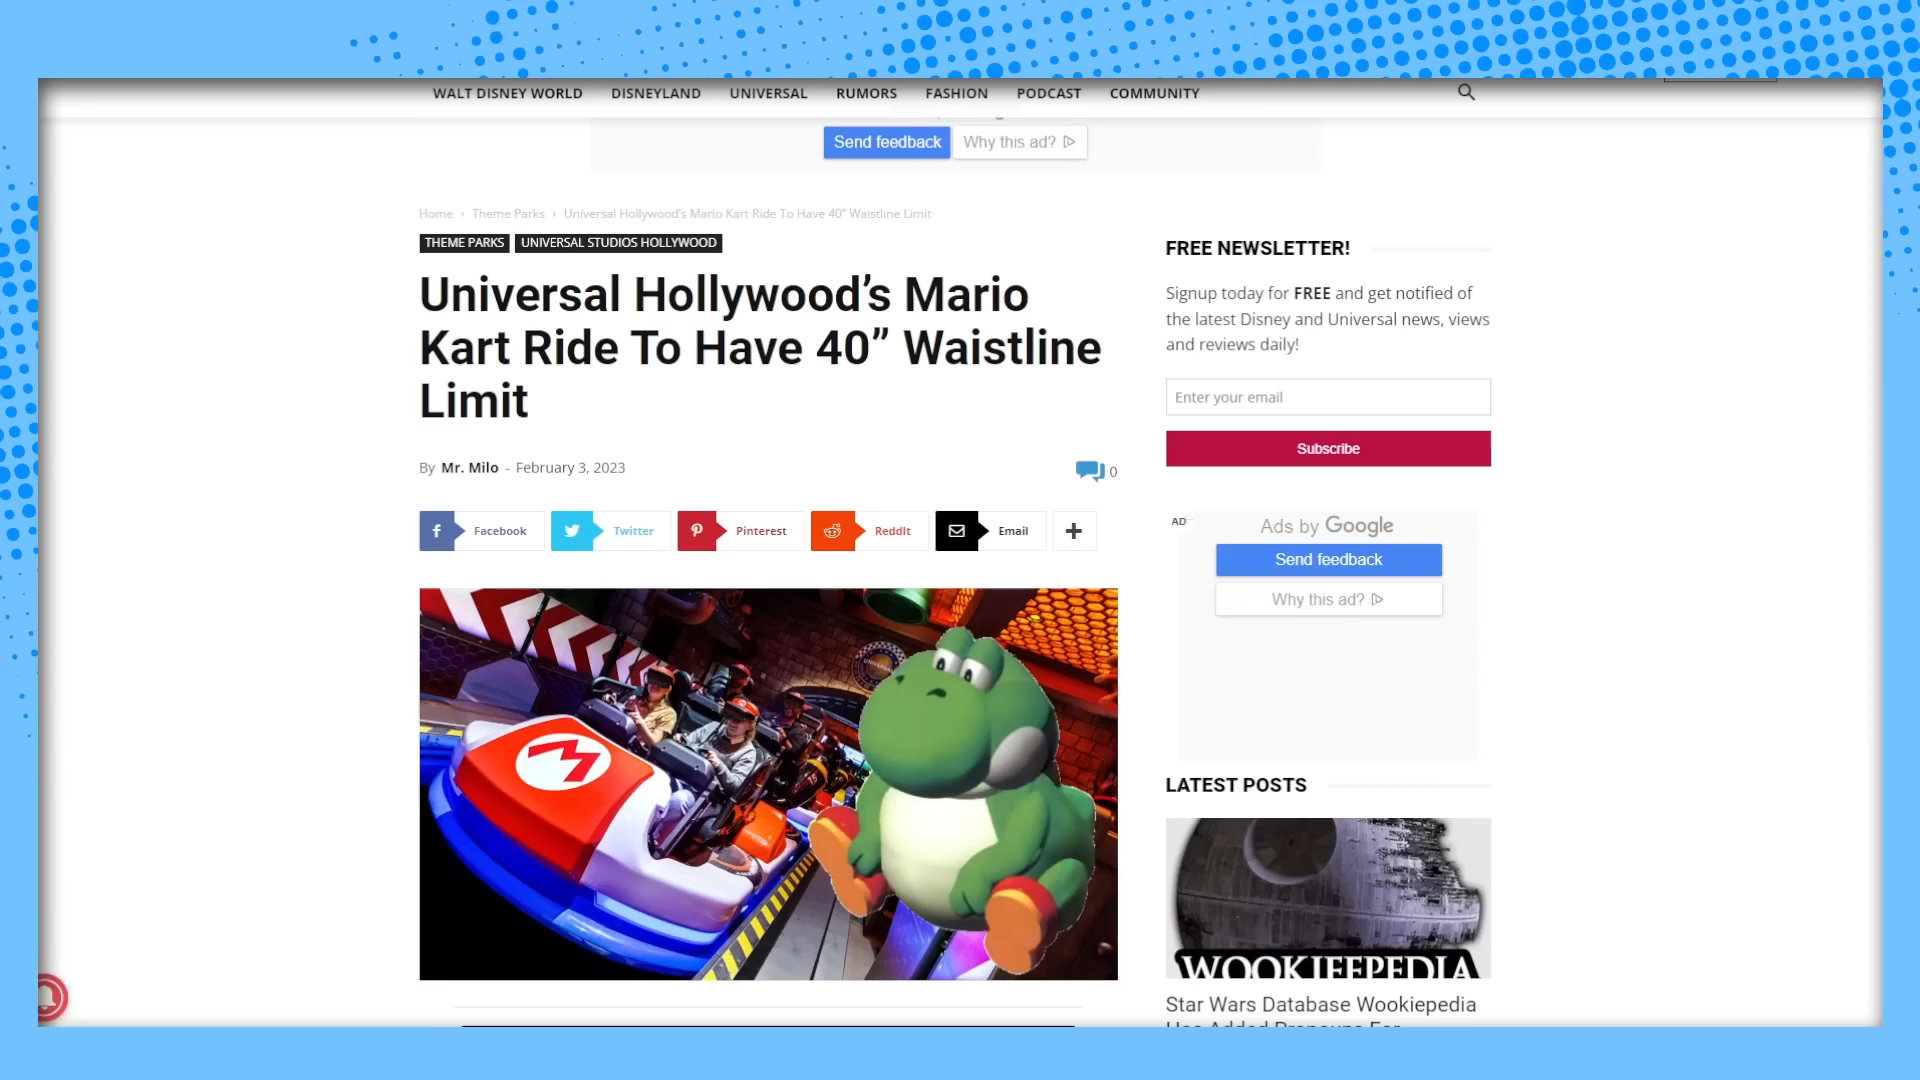 WALT DISNEY WORLD DISNEYLAND UNIVERSAL RUMORS FASHION PODCAST COMMUNITY
Send feedback Why this ad?
Home › Theme Parks › Universal Hollywood's Mario Kart Ride To Have 40" Waistline Limit
THEME PARKS UNIVERSAL STUDIOS HOLLYWOOD
Universal Hollywood’s Mario
Kart Ride To Have 40” Waistline
Limit
By Mr. Milo - February 3, 2023
0
Facebook Twitter Pinterest ReddIt Email
FREE NEWSLETTER!
Signup today for FREE and get notified of
the latest Disney and Universal news, views
and reviews daily!
Enter your email
Subscribe
AD
Ads by Google
Send feedback
Why this ad?
LATEST POSTS
WOOKIEEPEDIA
Star Wars Database Wookiepedia
Has Added Pronouns For